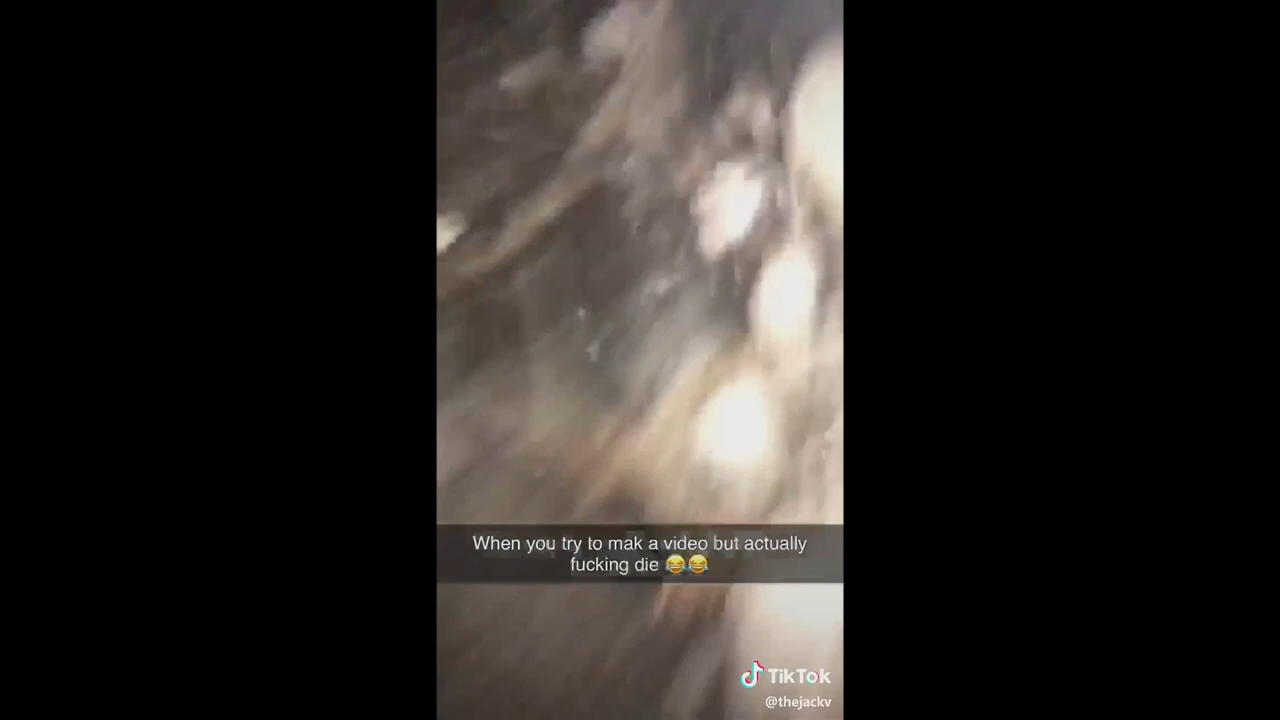 When you try to mak a video but actually
fucking die 😂😂
TikTok
@thejackv